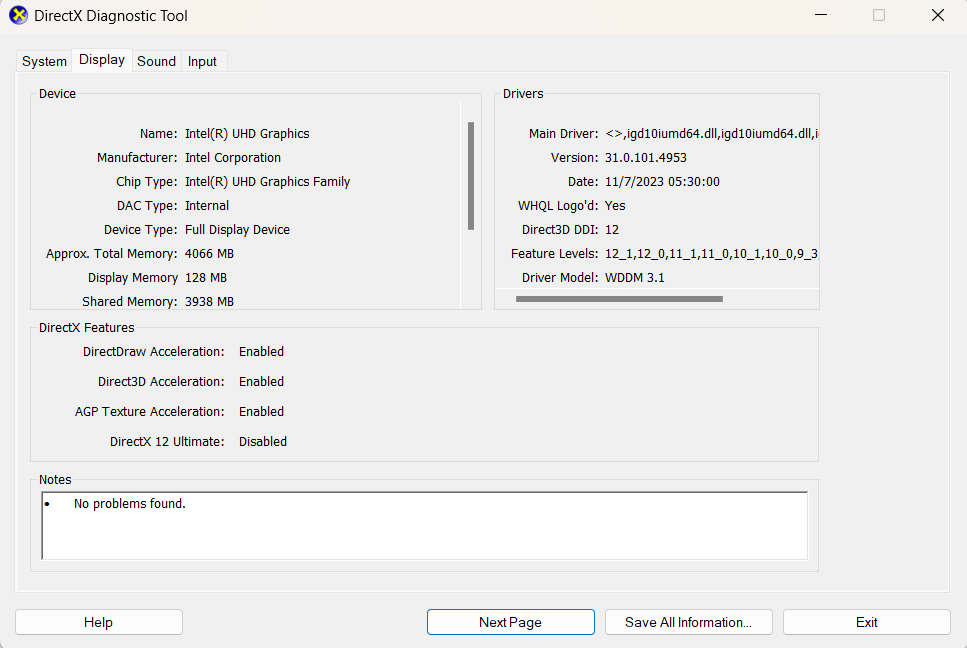 DirectX Diagnostic Tool
System Display Sound Input
Device
Name: Intel(R) UHD Graphics
Manufacturer: Intel Corporation
Chip Type: Intel(R) UHD Graphics Family
DAC Type: Internal
Device Type: Full Display Device
Approx. Total Memory: 4066 MB
Display Memory 128 MB
Shared Memory: 3938 MB
Drivers
Main Driver: <>,igd10iumd64.dll,igd10iumd64.dll,i
Version: 31.0.101.4953
Date: 11/7/2023 05:30:00
WHQL Logo'd: Yes
Direct3D DDI: 12
Feature Levels: 12_1,12_0,11_1,11_0,10_1,10_0,9_3
Driver Model: WDDM 3.1
DirectX Features
DirectDraw Acceleration: Enabled
Direct3D Acceleration: Enabled
AGP Texture Acceleration: Enabled
DirectX 12 Ultimate: Disabled
Notes
• No problems found.
Help Next Page Save All Information... Exit